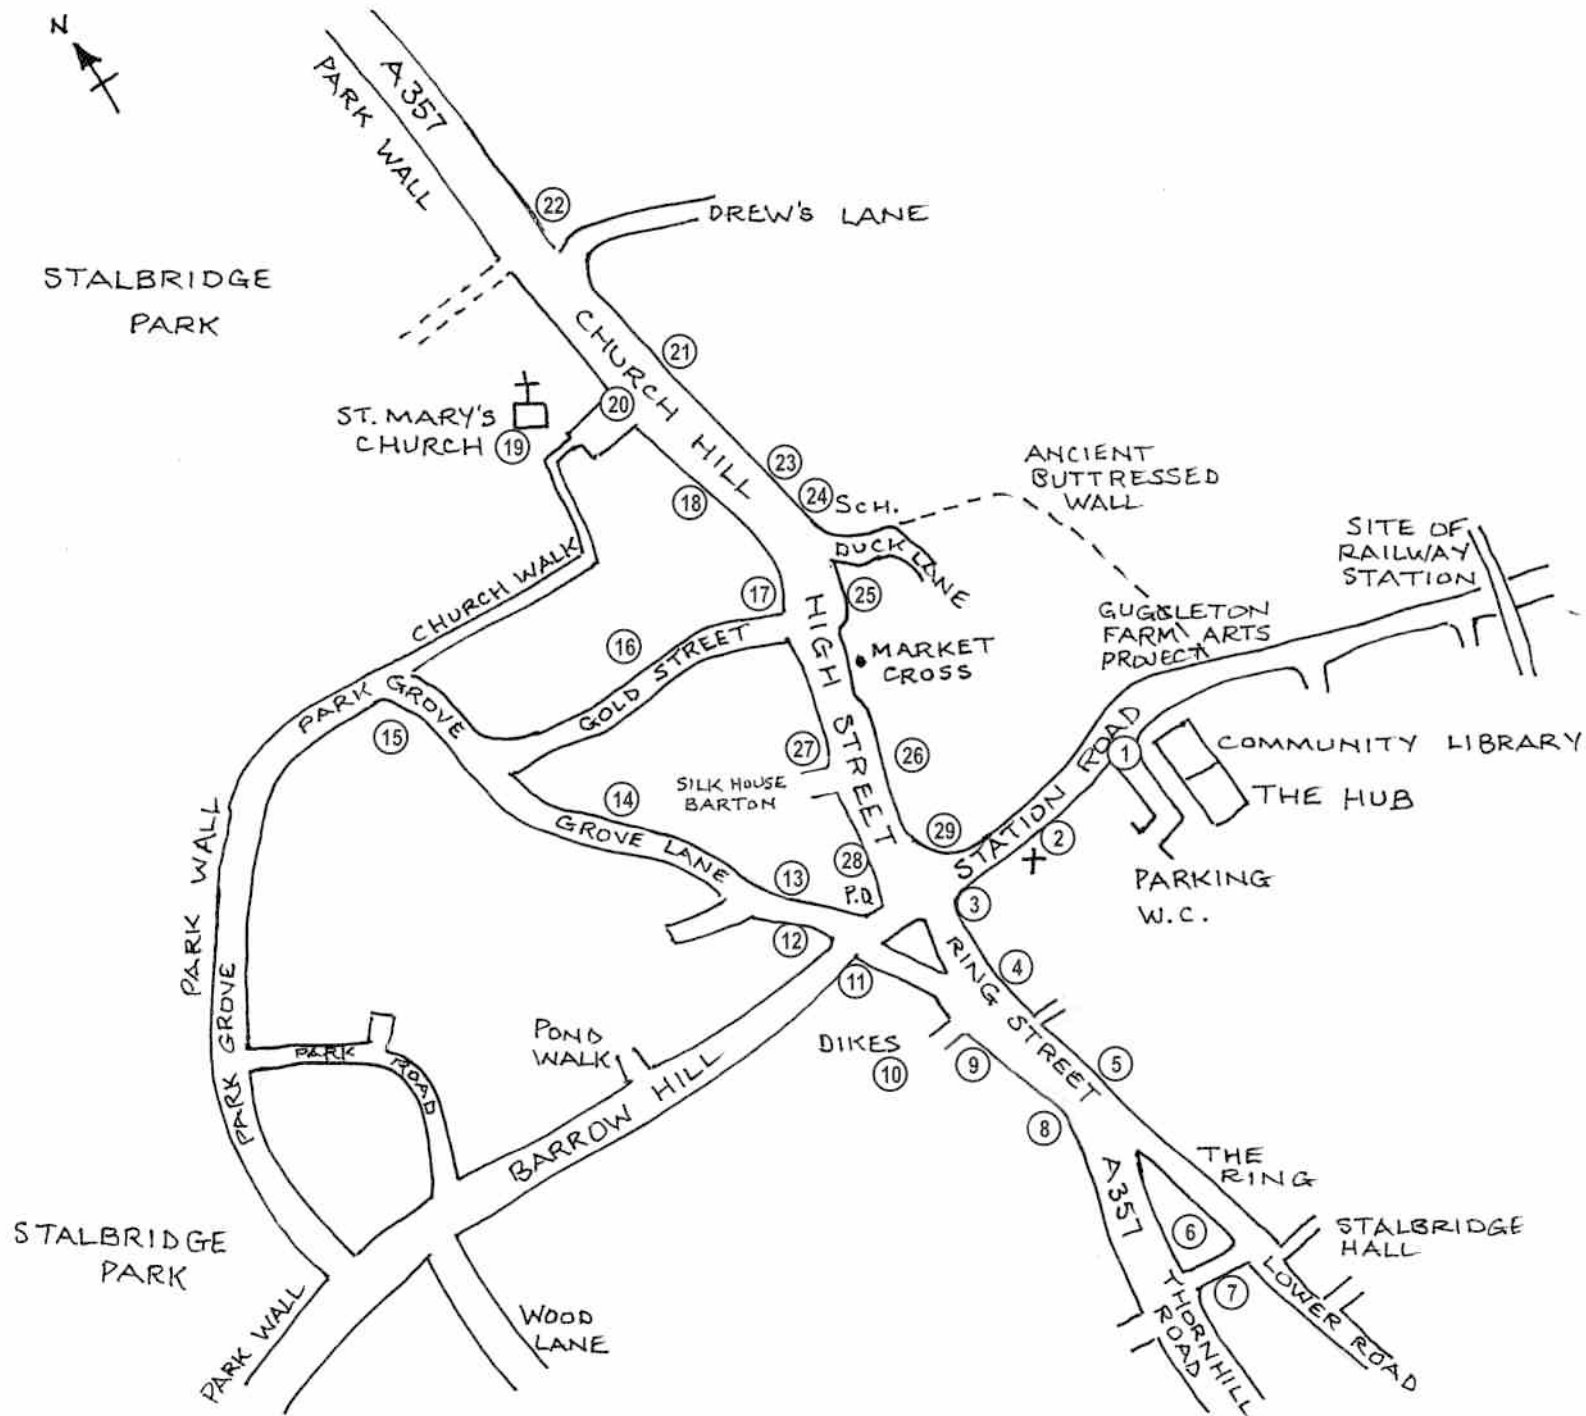 N
A357
PARK WALL
22
DREW'S LANE
STALBRIDGE
PARK
CHURCH HILL
21
20
ST. MARY'S
CHURCH 19
23
24 SCH.
18
ANCIENT
BUTTRESSED
WALL
DUCK LANE
SITE OF
RAILWAY
STATION
CHURCH WALK
17
25
HIGH STREET
GUGGLETON
FARM ARTS
PROJECT
16
GOLD STREET
MARKET
CROSS
PARK GROVE
15
27
26
STATION ROAD
1
COMMUNITY LIBRARY
THE HUB
SILK HOUSE
BARTON
14
GROVE LANE
29
2
28
P.O.
PARKING
W.C.
13
12
3
PARK WALL
11
RING STREET
4
PARK GROVE
POND
WALK
DIKES
10
9
5
PARK ROAD
8
PARK
BARROW HILL
THE
RING
A357
6
STALBRIDGE
HALL
7
LOWER ROAD
STALBRIDGE
PARK
THORNHILL
ROAD
PARK WALL
WOOD
LANE